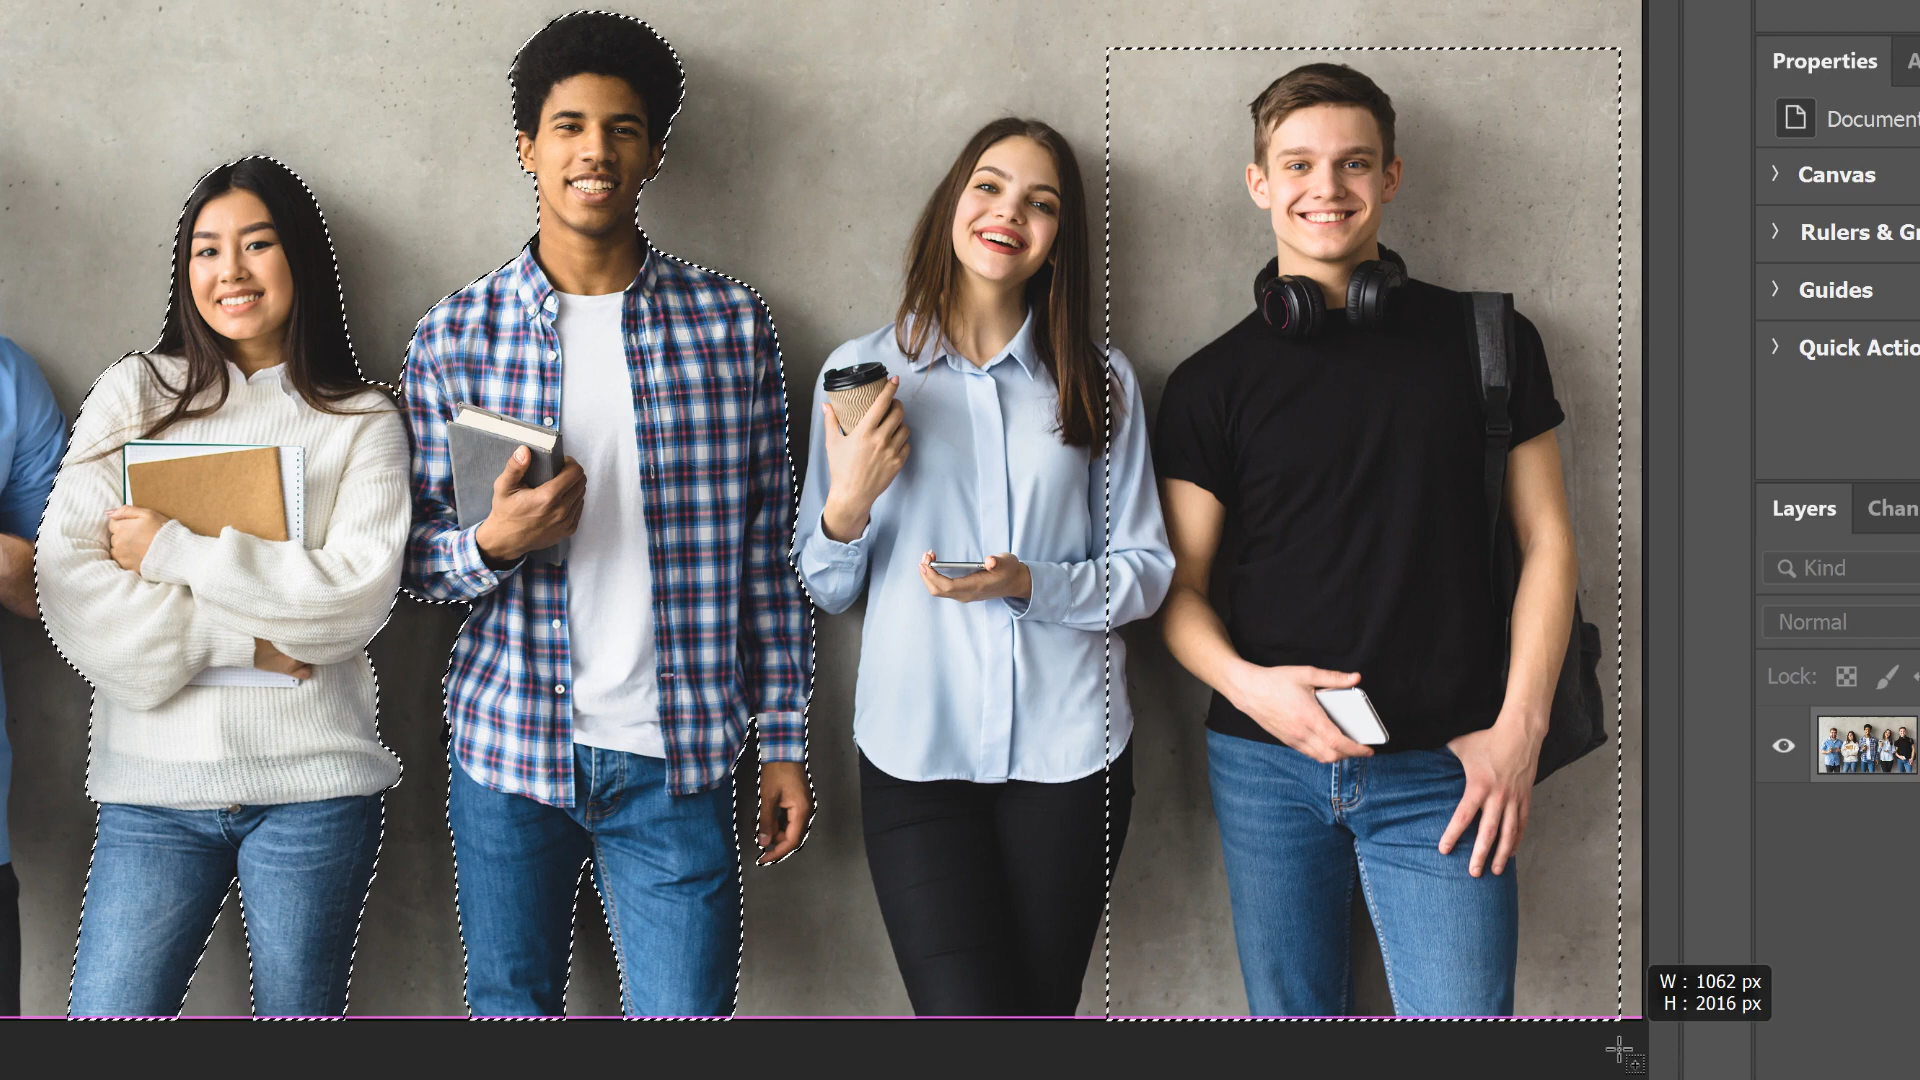 Properties
Document
Canvas
Rulers & Gr
Guides
Quick Actio
Layers
Chan
Kind
Normal
Lock:
W : 1062 px
H : 2016 px